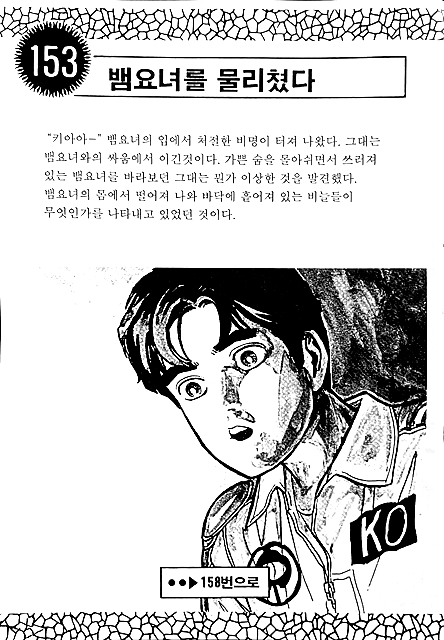 153
뱀요녀를 물리쳤다
"키아아—" 뱀요녀의 입에서 처절한 비명이 터져 나왔다. 그대는
뱀요녀와의 싸움에서 이긴것이다. 가쁜 숨을 몰아쉬면서 쓰러져
있는 뱀요녀를 바라보던 그대는 뭔가 이상한 것을 발견했다.
뱀요녀의 몸에서 떨어져 나와 바닥에 흩어져 있는 비늘들이
무엇인가를 나타내고 있었던 것이다.
KO
R
●●▶158번으로